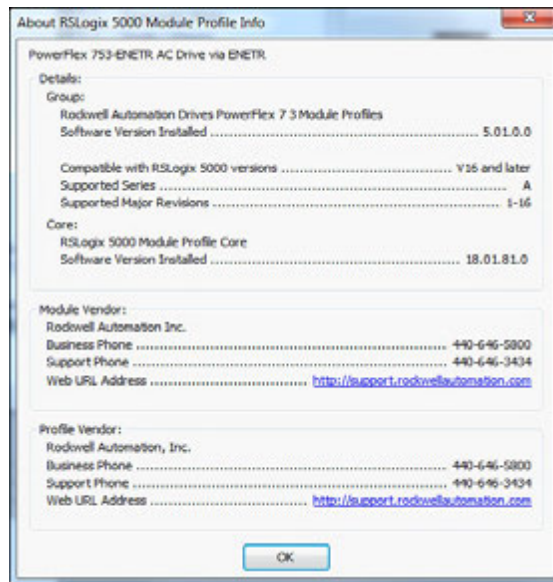 About RSLogix 5000 Module Profile Info
PowerFlex 753-ENETR AC Drive via ENETR
Details:
Group:
Rockwell Automation Drives PowerFlex 7 3 Module Profiles
Software Version Installed ........ 5.01.0.0
Compatible with RSLogix 5000 versions ........ V16 and later
Supported Series ........ A
Supported Major Revisions ........ 1-16
Core:
RSLogix 5000 Module Profile Core
Software Version Installed ........ 18.01.81.0
Module Vendor:
Rockwell Automation Inc.
Business Phone ........ 440-646-5800
Support Phone ........ 440-646-3434
Web URL Address ........ http://support.rockwellautomation.com
Profile Vendor:
Rockwell Automation, Inc.
Business Phone ........ 440-646-5800
Support Phone ........ 440-646-3434
Web URL Address ........ http://support.rockwellautomation.com
OK